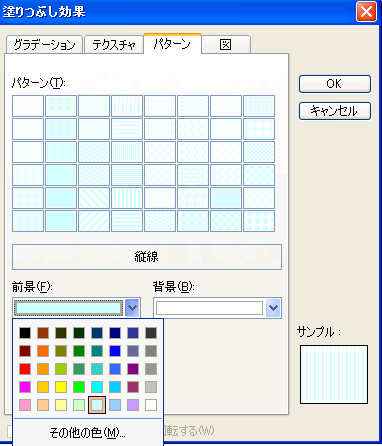 塗りつぶし効果
グラデーション テクスチャ パターン 図
パターン(T):
OK
キャンセル
縦線
前景(F): 背景(B):
サンプル:
その他の色(M)...
転する(W)